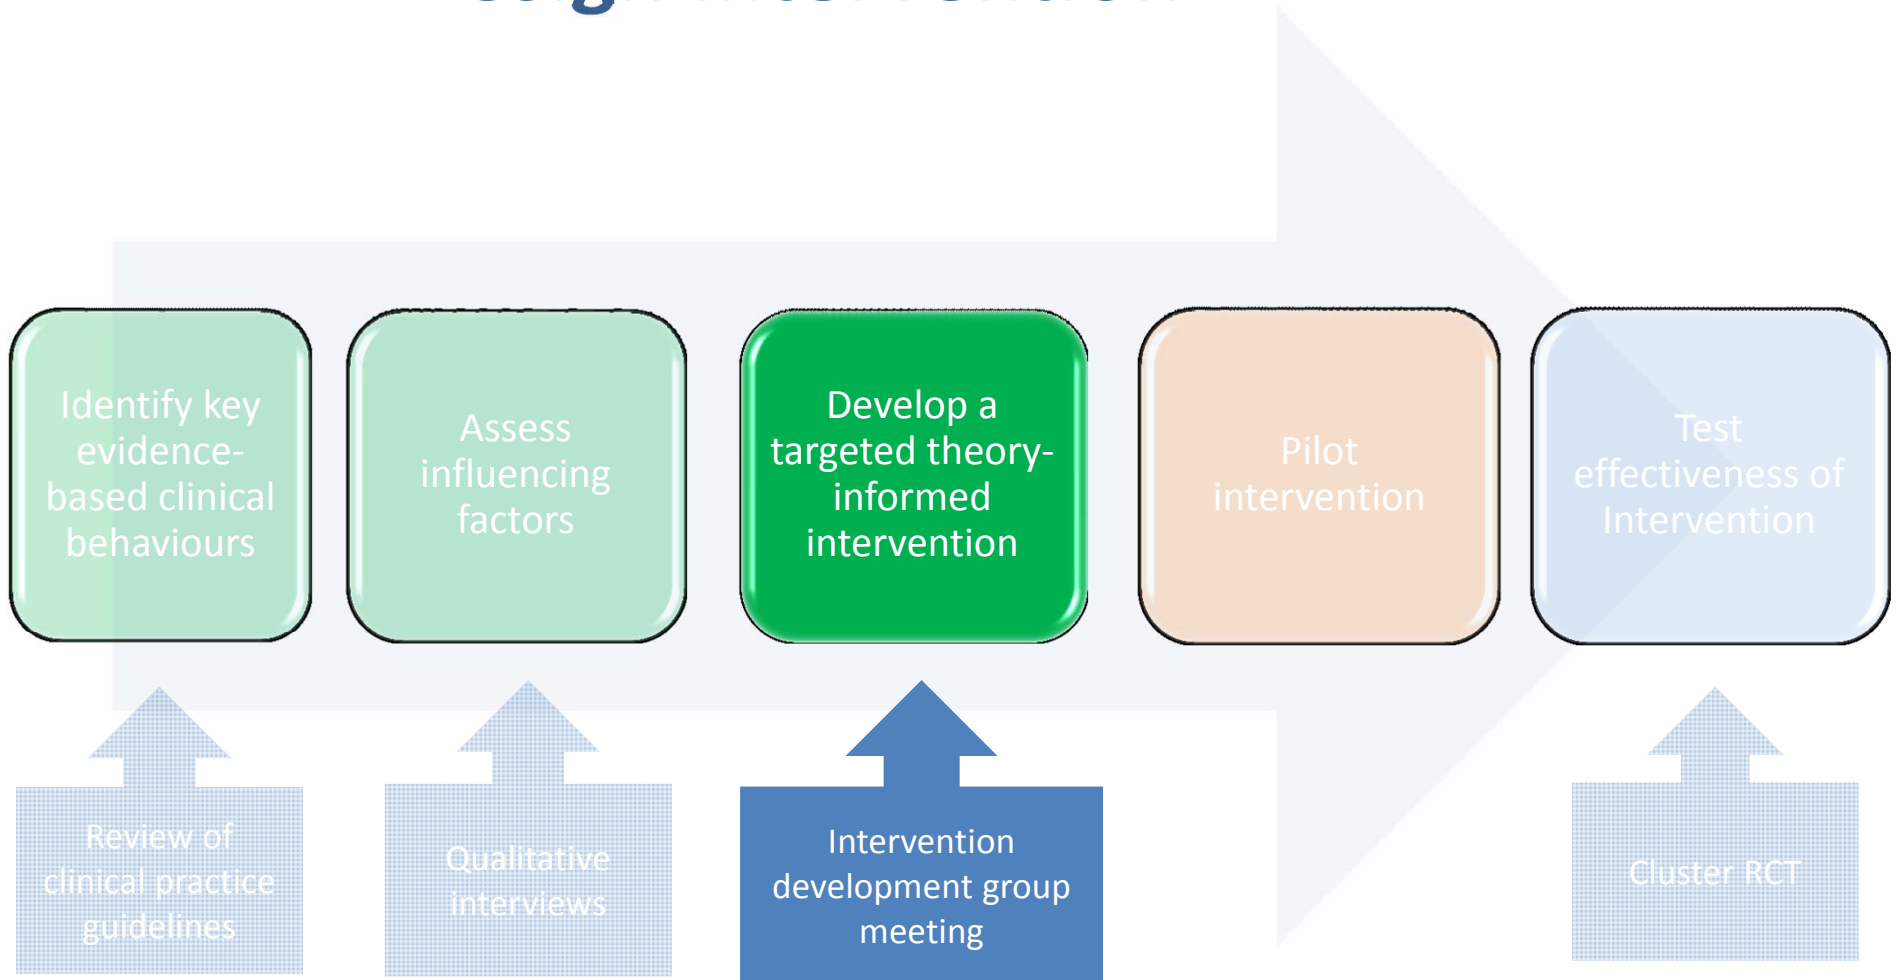 Identify key
evidence-
based clinical
behaviours
Assess
influencing
factors
Develop a
targeted theory-
informed
intervention
Pilot
intervention
Test
effectiveness of
Intervention
Review of
clinical practice
guidelines
Qualitative
interviews
Intervention
development group
meeting
Cluster RCT